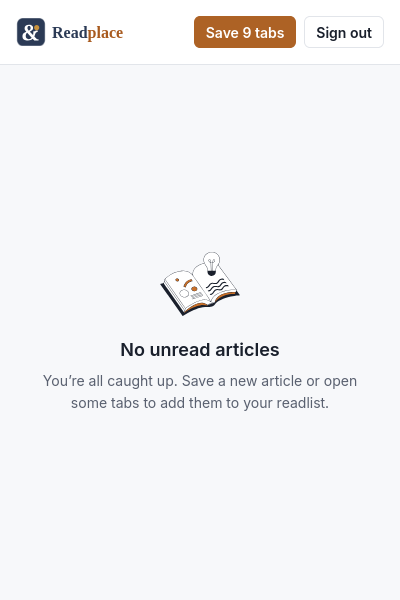 & Readplace
Save 9 tabs
Sign out
No unread articles
You’re all caught up. Save a new article or open
some tabs to add them to your readlist.